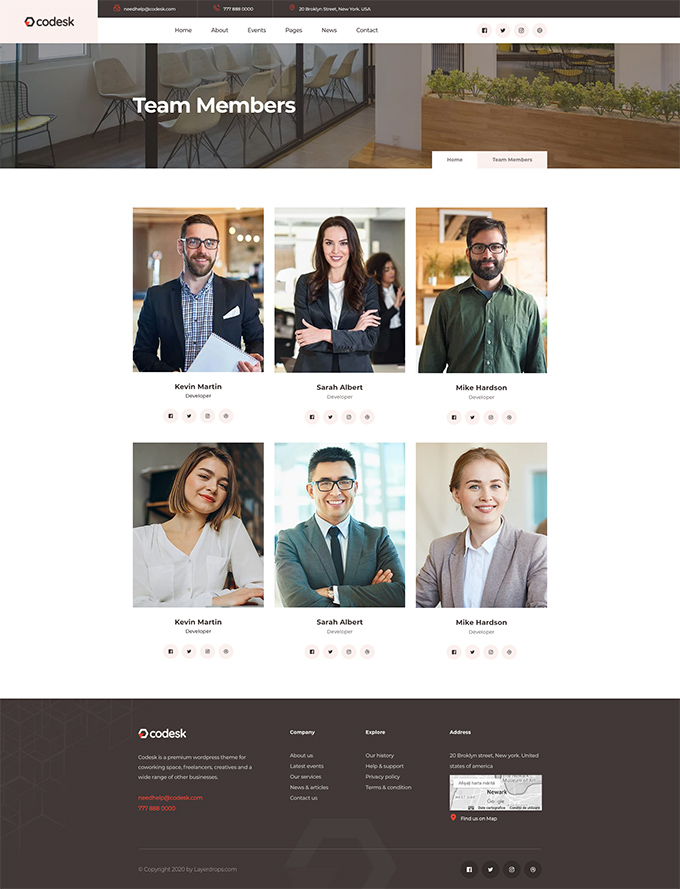 codesk
needhelp@codesk.com
777 888 0000
20 Broklyn Street, New York. USA
Home
About
Events
Pages
News
Contact
Team Members
Home
Team Members
Kevin Martin
Developer
Sarah Albert
Developer
Mike Hardson
Developer
Kevin Martin
Developer
Sarah Albert
Developer
Mike Hardson
Developer
codesk
Codesk is a premium wordpress theme for
coworking space, freelancers, creatives and a
wide range of other businesses.
needhelp@codesk.com
777 888 0000
Company
About us
Latest events
Our services
News & articles
Contact us
Explore
Our history
Help & support
Privacy policy
Terms & condition
Address
20 Broklyn street, New york. United
states of america
Afișați harta mărită
Newark
Museum of Art
Newark
Google
Date cartografice
Condiții de utilizare
Find us on Map
© Copyright 2020 by Layerdrops.com